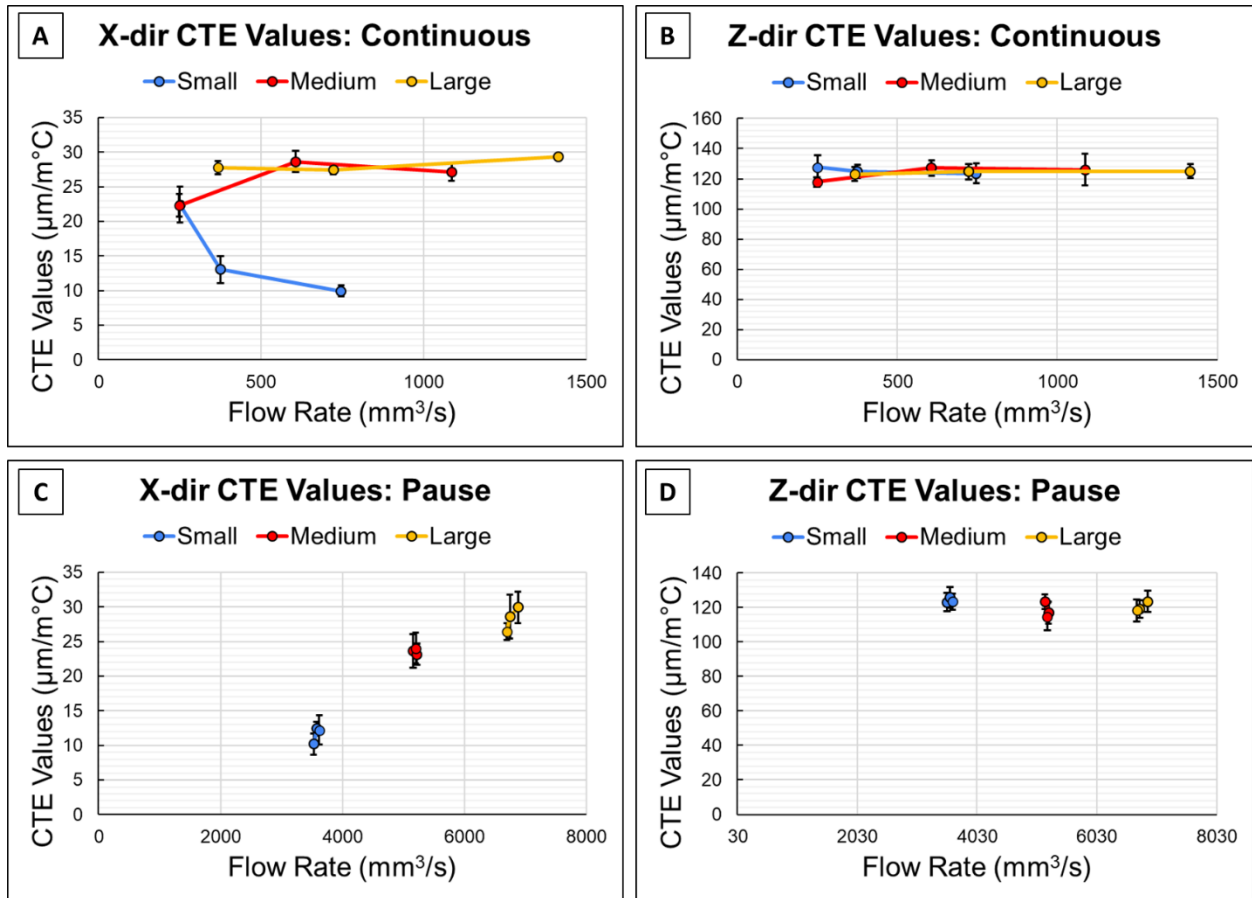 A
X-dir CTE Values: Continuous
Small Medium Large
CTE Values (µm/m°C)
35
30
25
20
15
10
5
0
0 500 1000 1500
Flow Rate (mm³/s)
B
Z-dir CTE Values: Continuous
Small Medium Large
CTE Values (µm/m°C)
160
140
120
100
80
60
40
20
0
0 500 1000 1500
Flow Rate (mm³/s)
C
X-dir CTE Values: Pause
Small Medium Large
CTE Values (µm/m°C)
35
30
25
20
15
10
5
0
0 2000 4000 6000 8000
Flow Rate (mm³/s)
D
Z-dir CTE Values: Pause
Small Medium Large
CTE Values (µm/m°C)
140
120
100
80
60
40
20
0
30 2030 4030 6030 8030
Flow Rate (mm³/s)